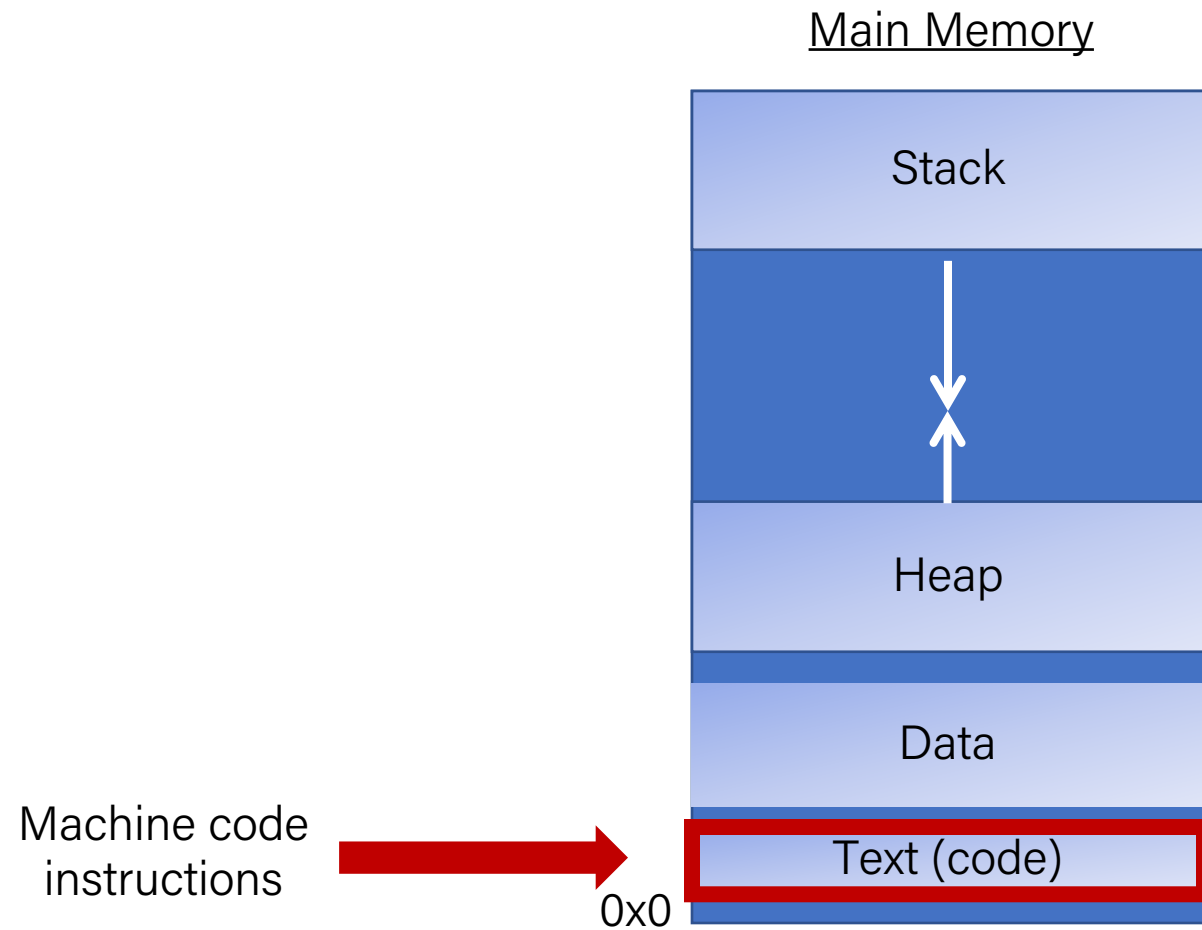 Main Memory
Stack
Heap
Data
Machine code
instructions
Text (code)
0x0